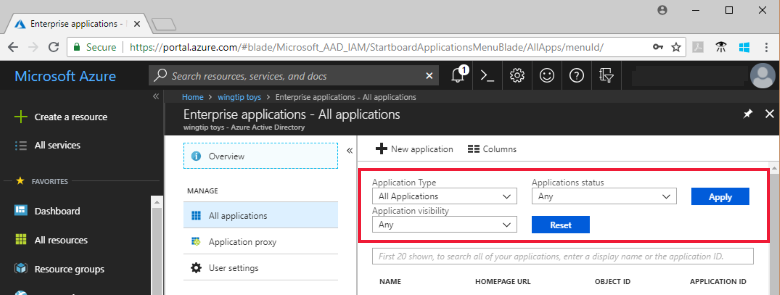 Enterprise applications -
Secure
https://portal.azure.com/#blade/Microsoft_AAD_IAM/StartboardApplicationsMenuBlade/AllApps/menuId/
Microsoft Azure
Search resources, services, and docs
1
Home > wingtip toys > Enterprise applications - All applications
Enterprise applications - All applications
wingtip toys - Azure Active Directory
Create a resource
All services
FAVORITES
Dashboard
All resources
Resource groups
Overview
MANAGE
All applications
Application proxy
User settings
New application
Columns
Application Type
Applications status
All Applications
Any
Apply
Application visibility
Any
Reset
First 20 shown, to search all of your applications, enter a display name or the application ID.
NAME HOMEPAGE URL OBJECT ID APPLICATION ID